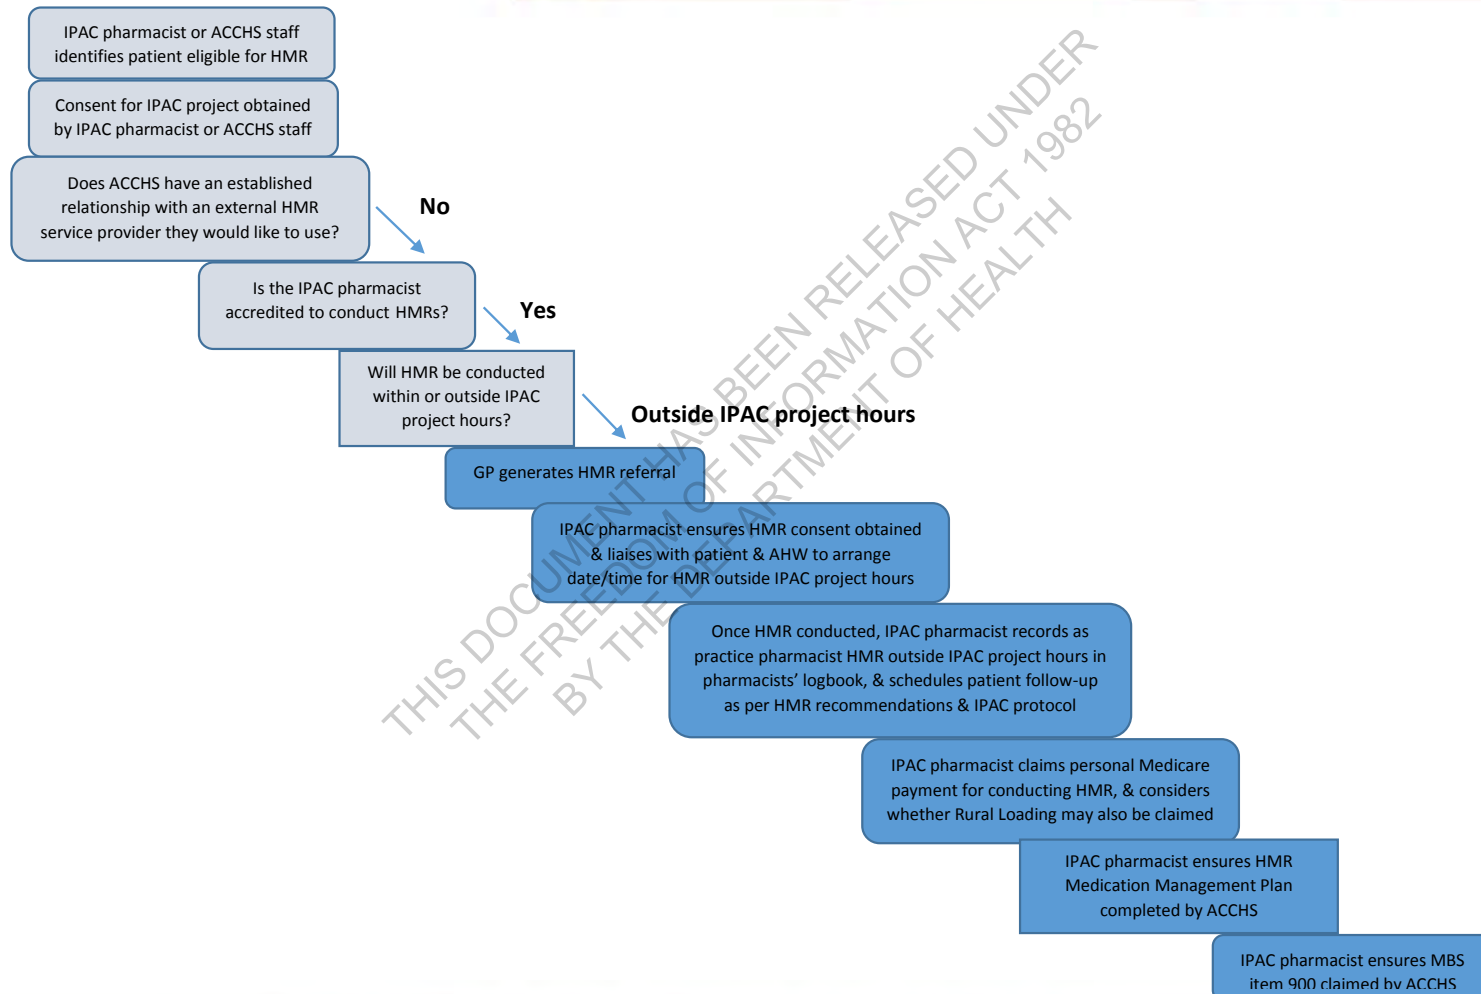 IPAC pharmacist or ACCHS staff
identifies patient eligible for HMR
Consent for IPAC project obtained
by IPAC pharmacist or ACCHS staff
Does ACCHS have an established
relationship with an external HMR
service provider they would like to use?
No
Is the IPAC pharmacist
accredited to conduct HMRs?
Yes
Will HMR be conducted
within or outside IPAC
project hours?
Outside IPAC project hours
GP generates HMR referral
IPAC pharmacist ensures HMR consent obtained
& liaises with patient & AHW to arrange
date/time for HMR outside IPAC project hours
Once HMR conducted, IPAC pharmacist records as
practice pharmacist HMR outside IPAC project hours in
pharmacists’ logbook, & schedules patient follow-up
as per HMR recommendations & IPAC protocol
IPAC pharmacist claims personal Medicare
payment for conducting HMR, & considers
whether Rural Loading may also be claimed
IPAC pharmacist ensures HMR
Medication Management Plan
completed by ACCHS
IPAC pharmacist ensures MBS
item 900 claimed by ACCHS
THIS DOCUMENT HAS BEEN RELEASED UNDER
THE FREEDOM OF INFORMATION ACT 1982
BY THE DEPARTMENT OF HEALTH